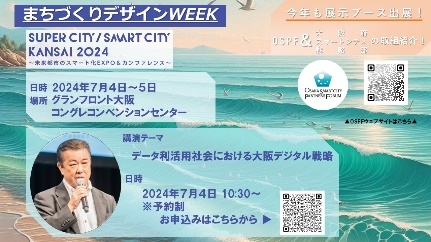 まちづくりデザインWEEK
SUPER CITY/SMART CITY
KANSAI 2024
～未来都市のスマート化EXPO＆カンファレンス～
日時 2024年7月4日～5日
場所 グランフロント大阪
コングレコンベンションセンター
今年も展示ブース出展！
OSPF&
の取組紹介！
OSAKA SMART CITY
PARTNERS FORUM
▲OSPFウェブサイトはこちら▲
講演テーマ
データ利活用社会における大阪デジタル戦略
日時
2024年7月4日 10:30～
※予約制
お申込みはこちらから ▶